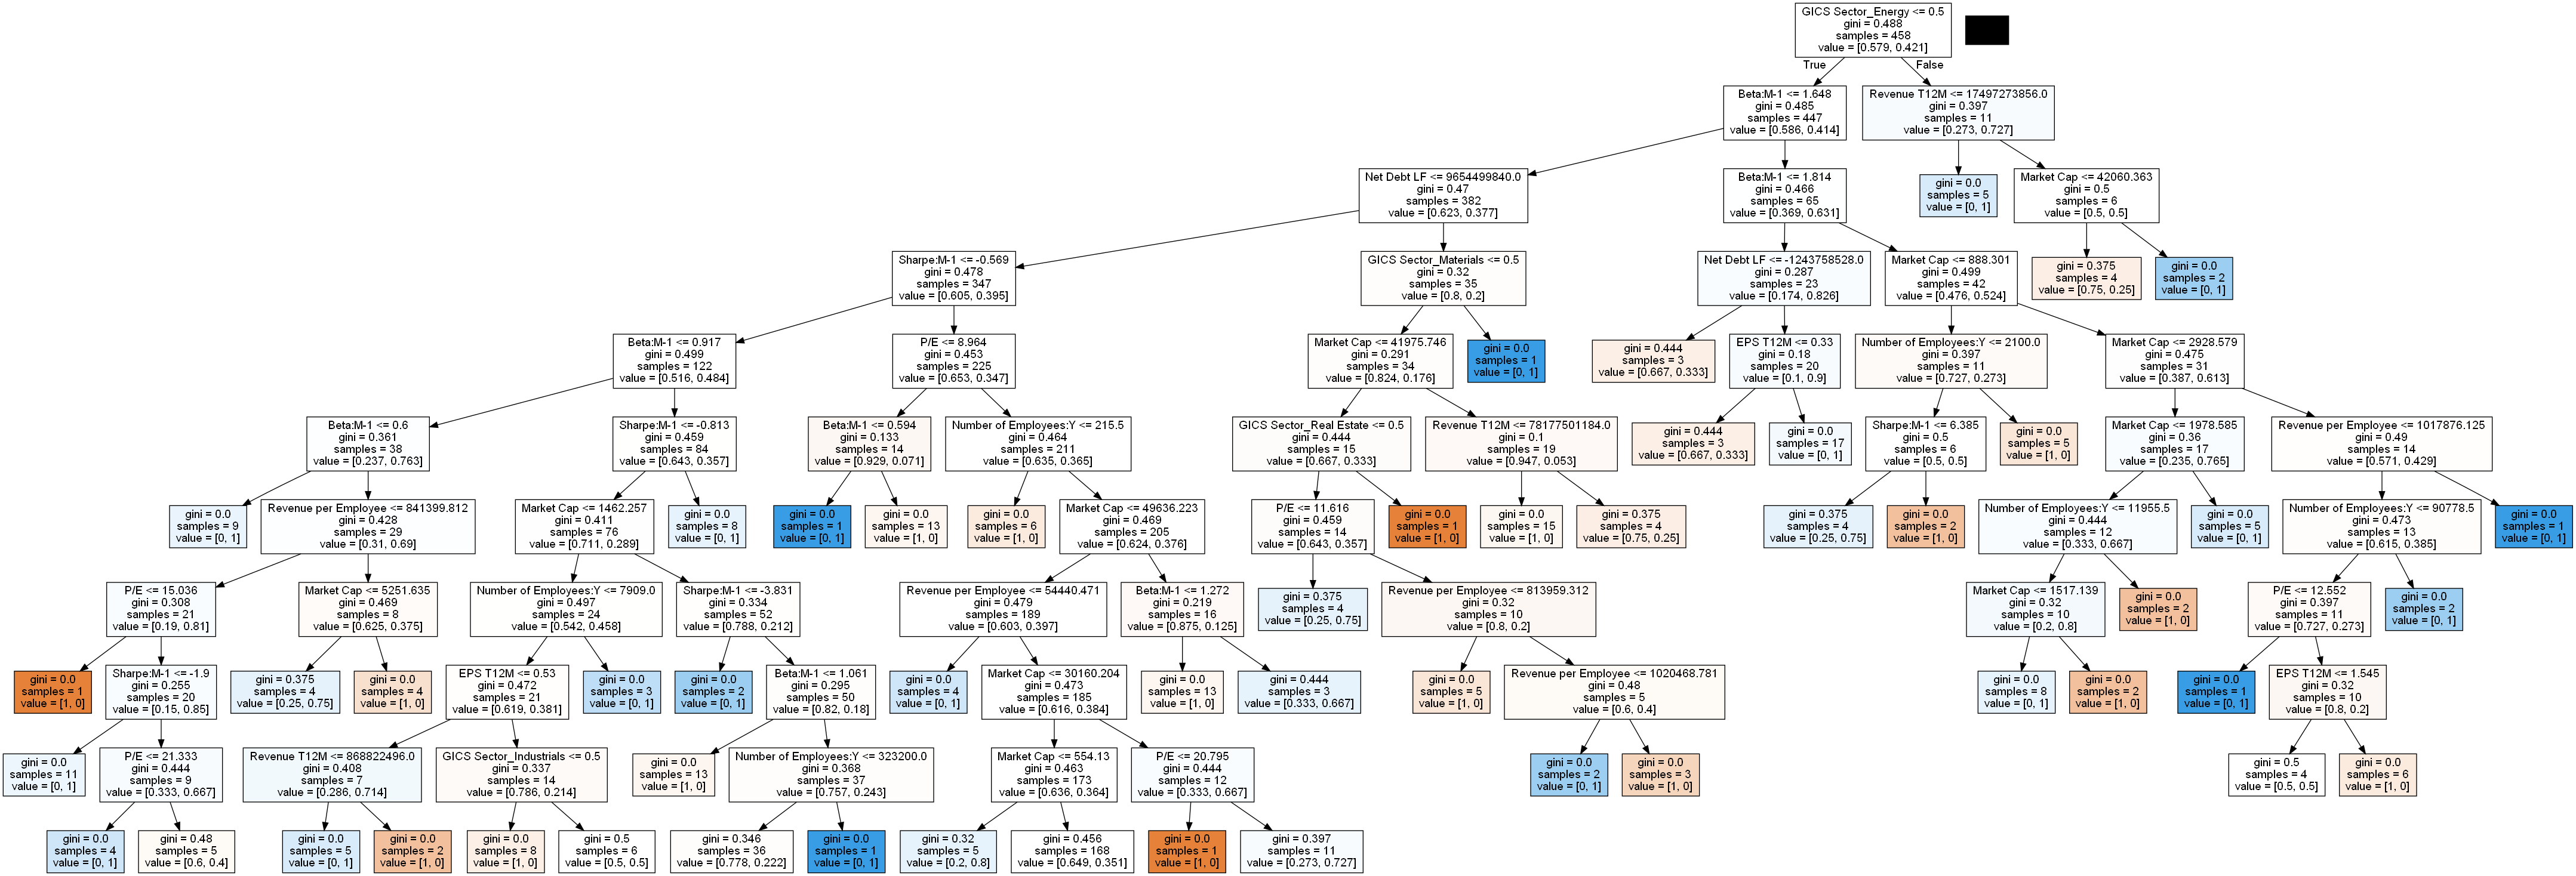 GICS Sector_Energy <= 0.5
gini = 0.488
samples = 458
value = [0.579, 0.421]
True
False
Beta:M-1 <= 1.648
gini = 0.485
samples = 447
value = [0.586, 0.414]
Revenue T12M <= 17497273856.0
gini = 0.397
samples = 11
value = [0.273, 0.727]
Net Debt LF <= 9654499840.0
gini = 0.47
samples = 382
value = [0.623, 0.377]
Beta:M-1 <= 1.814
gini = 0.466
samples = 65
value = [0.369, 0.631]
gini = 0.0
samples = 5
value = [0, 1]
Market Cap <= 42060.363
gini = 0.5
samples = 6
value = [0.5, 0.5]
Sharpe:M-1 <= -0.569
gini = 0.478
samples = 347
value = [0.605, 0.395]
GICS Sector_Materials <= 0.5
gini = 0.32
samples = 35
value = [0.8, 0.2]
Net Debt LF <= -1243758528.0
gini = 0.287
samples = 23
value = [0.174, 0.826]
Market Cap <= 888.301
gini = 0.499
samples = 42
value = [0.476, 0.524]
gini = 0.375
samples = 4
value = [0.75, 0.25]
gini = 0.0
samples = 2
value = [0, 1]
Beta:M-1 <= 0.917
gini = 0.499
samples = 122
value = [0.516, 0.484]
P/E <= 8.964
gini = 0.453
samples = 225
value = [0.653, 0.347]
Market Cap <= 41975.746
gini = 0.291
samples = 34
value = [0.824, 0.176]
gini = 0.0
samples = 1
value = [0, 1]
gini = 0.444
samples = 3
value = [0.667, 0.333]
EPS T12M <= 0.33
gini = 0.18
samples = 20
value = [0.1, 0.9]
Number of Employees:Y <= 2100.0
gini = 0.397
samples = 11
value = [0.727, 0.273]
Market Cap <= 2928.579
gini = 0.475
samples = 31
value = [0.387, 0.613]
Beta:M-1 <= 0.6
gini = 0.361
samples = 38
value = [0.237, 0.763]
Sharpe:M-1 <= -0.813
gini = 0.459
samples = 84
value = [0.643, 0.357]
Beta:M-1 <= 0.594
gini = 0.133
samples = 14
value = [0.929, 0.071]
Number of Employees:Y <= 215.5
gini = 0.464
samples = 211
value = [0.635, 0.365]
GICS Sector_Real Estate <= 0.5
gini = 0.444
samples = 15
value = [0.667, 0.333]
Revenue T12M <= 78177501184.0
gini = 0.1
samples = 19
value = [0.947, 0.053]
gini = 0.444
samples = 3
value = [0.667, 0.333]
gini = 0.0
samples = 17
value = [0, 1]
Sharpe:M-1 <= 6.385
gini = 0.5
samples = 6
value = [0.5, 0.5]
gini = 0.0
samples = 5
value = [1, 0]
Market Cap <= 1978.585
gini = 0.36
samples = 17
value = [0.235, 0.765]
Revenue per Employee <= 1017876.125
gini = 0.49
samples = 14
value = [0.571, 0.429]
gini = 0.0
samples = 9
value = [0, 1]
Revenue per Employee <= 841399.812
gini = 0.428
samples = 29
value = [0.31, 0.69]
Market Cap <= 1462.257
gini = 0.411
samples = 76
value = [0.711, 0.289]
gini = 0.0
samples = 8
value = [0, 1]
gini = 0.0
samples = 1
value = [0, 1]
gini = 0.0
samples = 13
value = [1, 0]
gini = 0.0
samples = 6
value = [1, 0]
Market Cap <= 49636.223
gini = 0.469
samples = 205
value = [0.624, 0.376]
P/E <= 11.616
gini = 0.459
samples = 14
value = [0.643, 0.357]
gini = 0.0
samples = 1
value = [1, 0]
gini = 0.0
samples = 15
value = [1, 0]
gini = 0.375
samples = 4
value = [0.75, 0.25]
gini = 0.375
samples = 4
value = [0.25, 0.75]
gini = 0.0
samples = 2
value = [1, 0]
Number of Employees:Y <= 11955.5
gini = 0.444
samples = 12
value = [0.333, 0.667]
gini = 0.0
samples = 5
value = [0, 1]
Number of Employees:Y <= 90778.5
gini = 0.473
samples = 13
value = [0.615, 0.385]
gini = 0.0
samples = 1
value = [0, 1]
P/E <= 15.036
gini = 0.308
samples = 21
value = [0.19, 0.81]
Market Cap <= 5251.635
gini = 0.469
samples = 8
value = [0.625, 0.375]
Number of Employees:Y <= 7909.0
gini = 0.497
samples = 24
value = [0.542, 0.458]
Sharpe:M-1 <= -3.831
gini = 0.334
samples = 52
value = [0.788, 0.212]
Revenue per Employee <= 54440.471
gini = 0.479
samples = 189
value = [0.603, 0.397]
Beta:M-1 <= 1.272
gini = 0.219
samples = 16
value = [0.875, 0.125]
gini = 0.375
samples = 4
value = [0.25, 0.75]
Revenue per Employee <= 813959.312
gini = 0.32
samples = 10
value = [0.8, 0.2]
Market Cap <= 1517.139
gini = 0.32
samples = 10
value = [0.2, 0.8]
gini = 0.0
samples = 2
value = [1, 0]
P/E <= 12.552
gini = 0.397
samples = 11
value = [0.727, 0.273]
gini = 0.0
samples = 2
value = [0, 1]
gini = 0.0
samples = 1
value = [1, 0]
Sharpe:M-1 <= -1.9
gini = 0.255
samples = 20
value = [0.15, 0.85]
gini = 0.375
samples = 4
value = [0.25, 0.75]
gini = 0.0
samples = 4
value = [1, 0]
EPS T12M <= 0.53
gini = 0.472
samples = 21
value = [0.619, 0.381]
gini = 0.0
samples = 3
value = [0, 1]
gini = 0.0
samples = 2
value = [0, 1]
Beta:M-1 <= 1.061
gini = 0.295
samples = 50
value = [0.82, 0.18]
gini = 0.0
samples = 4
value = [0, 1]
Market Cap <= 30160.204
gini = 0.473
samples = 185
value = [0.616, 0.384]
gini = 0.0
samples = 13
value = [1, 0]
gini = 0.444
samples = 3
value = [0.333, 0.667]
gini = 0.0
samples = 5
value = [1, 0]
Revenue per Employee <= 1020468.781
gini = 0.48
samples = 5
value = [0.6, 0.4]
gini = 0.0
samples = 8
value = [0, 1]
gini = 0.0
samples = 2
value = [1, 0]
gini = 0.0
samples = 1
value = [0, 1]
EPS T12M <= 1.545
gini = 0.32
samples = 10
value = [0.8, 0.2]
gini = 0.0
samples = 11
value = [0, 1]
P/E <= 21.333
gini = 0.444
samples = 9
value = [0.333, 0.667]
Revenue T12M <= 868822496.0
gini = 0.408
samples = 7
value = [0.286, 0.714]
GICS Sector_Industrials <= 0.5
gini = 0.337
samples = 14
value = [0.786, 0.214]
gini = 0.0
samples = 13
value = [1, 0]
Number of Employees:Y <= 323200.0
gini = 0.368
samples = 37
value = [0.757, 0.243]
Market Cap <= 554.13
gini = 0.463
samples = 173
value = [0.636, 0.364]
P/E <= 20.795
gini = 0.444
samples = 12
value = [0.333, 0.667]
gini = 0.0
samples = 2
value = [0, 1]
gini = 0.0
samples = 3
value = [1, 0]
gini = 0.5
samples = 4
value = [0.5, 0.5]
gini = 0.0
samples = 6
value = [1, 0]
gini = 0.0
samples = 4
value = [0, 1]
gini = 0.48
samples = 5
value = [0.6, 0.4]
gini = 0.0
samples = 5
value = [0, 1]
gini = 0.0
samples = 2
value = [1, 0]
gini = 0.0
samples = 8
value = [1, 0]
gini = 0.5
samples = 6
value = [0.5, 0.5]
gini = 0.346
samples = 36
value = [0.778, 0.222]
gini = 0.0
samples = 1
value = [0, 1]
gini = 0.32
samples = 5
value = [0.2, 0.8]
gini = 0.456
samples = 168
value = [0.649, 0.351]
gini = 0.0
samples = 1
value = [1, 0]
gini = 0.397
samples = 11
value = [0.273, 0.727]